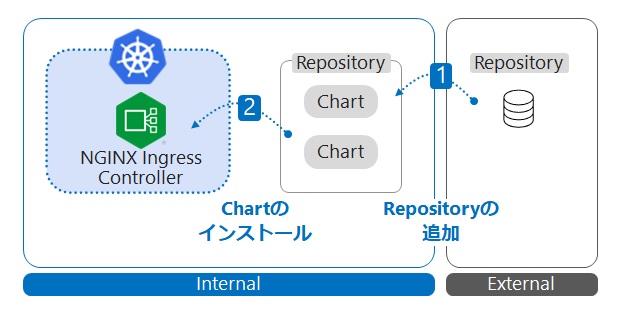 Repository
Chart
Chart
1
2
Repository
NGINX Ingress
Controller
Chartの
インストール
Repositoryの
追加
Internal
External